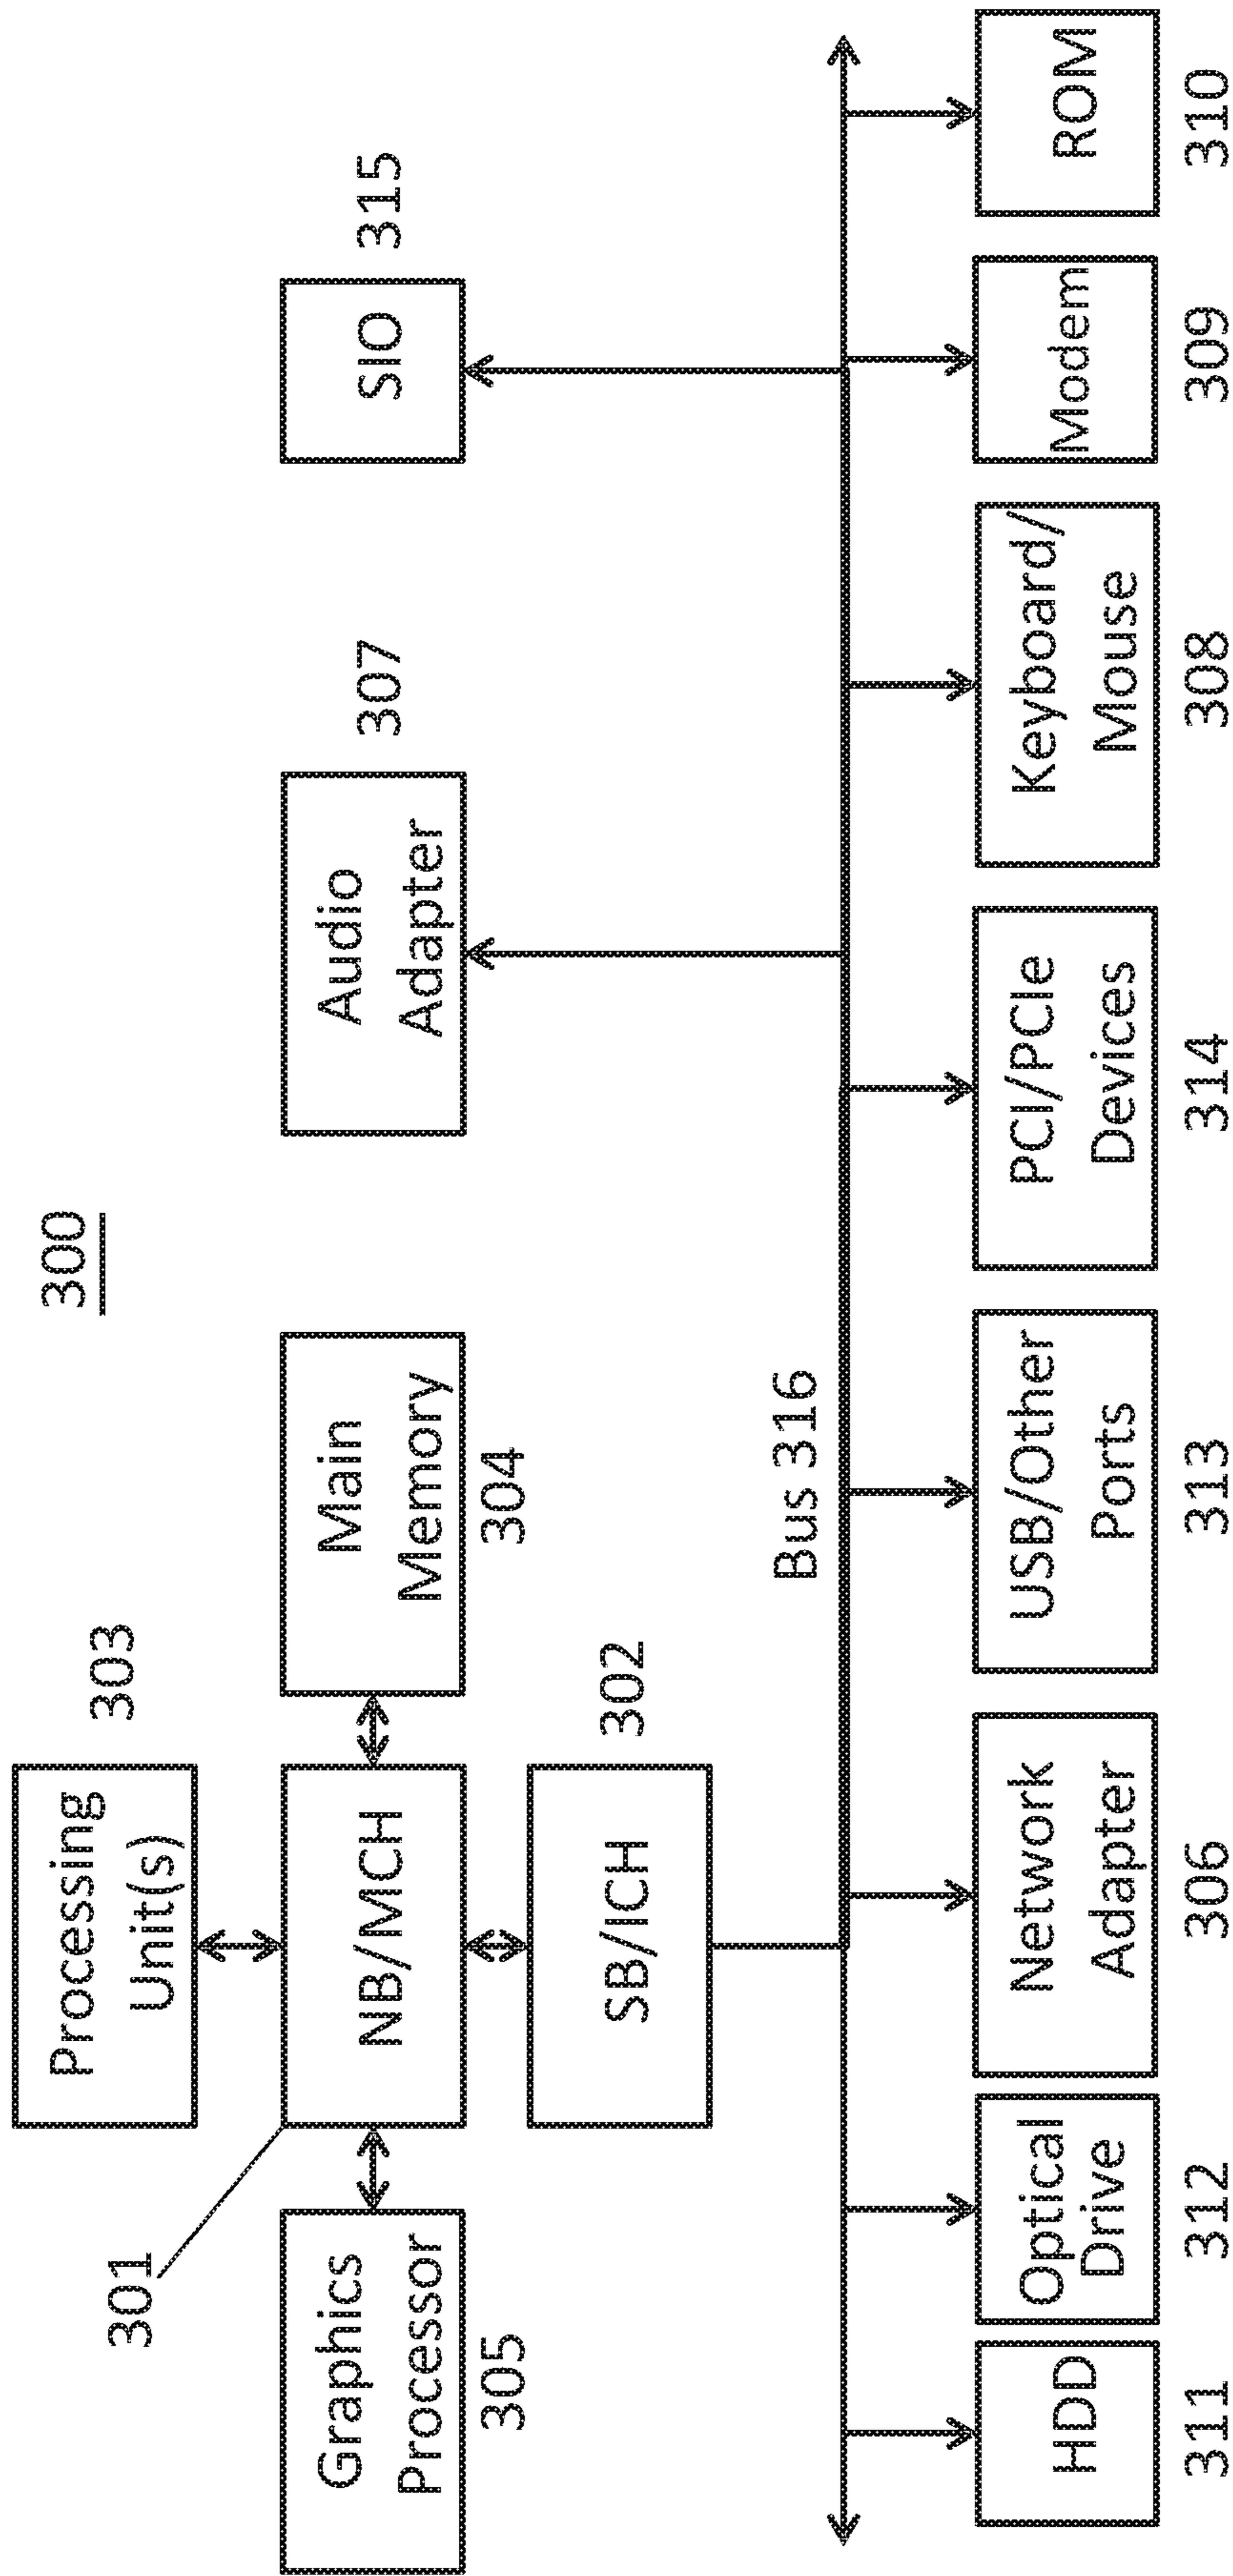 300
Processing
Unit(s)
303
301
Graphics
Processor
305
NB/MCH
Main
Memory
304
Audio
Adapter
307
SIO
315
SB/ICH
302
Bus 316
HDD
311
Optical
Drive
312
Network
Adapter
306
USB/Other
Ports
313
PCI/PCIe
Devices
314
Keyboard/
Mouse
308
Modem
309
ROM
310